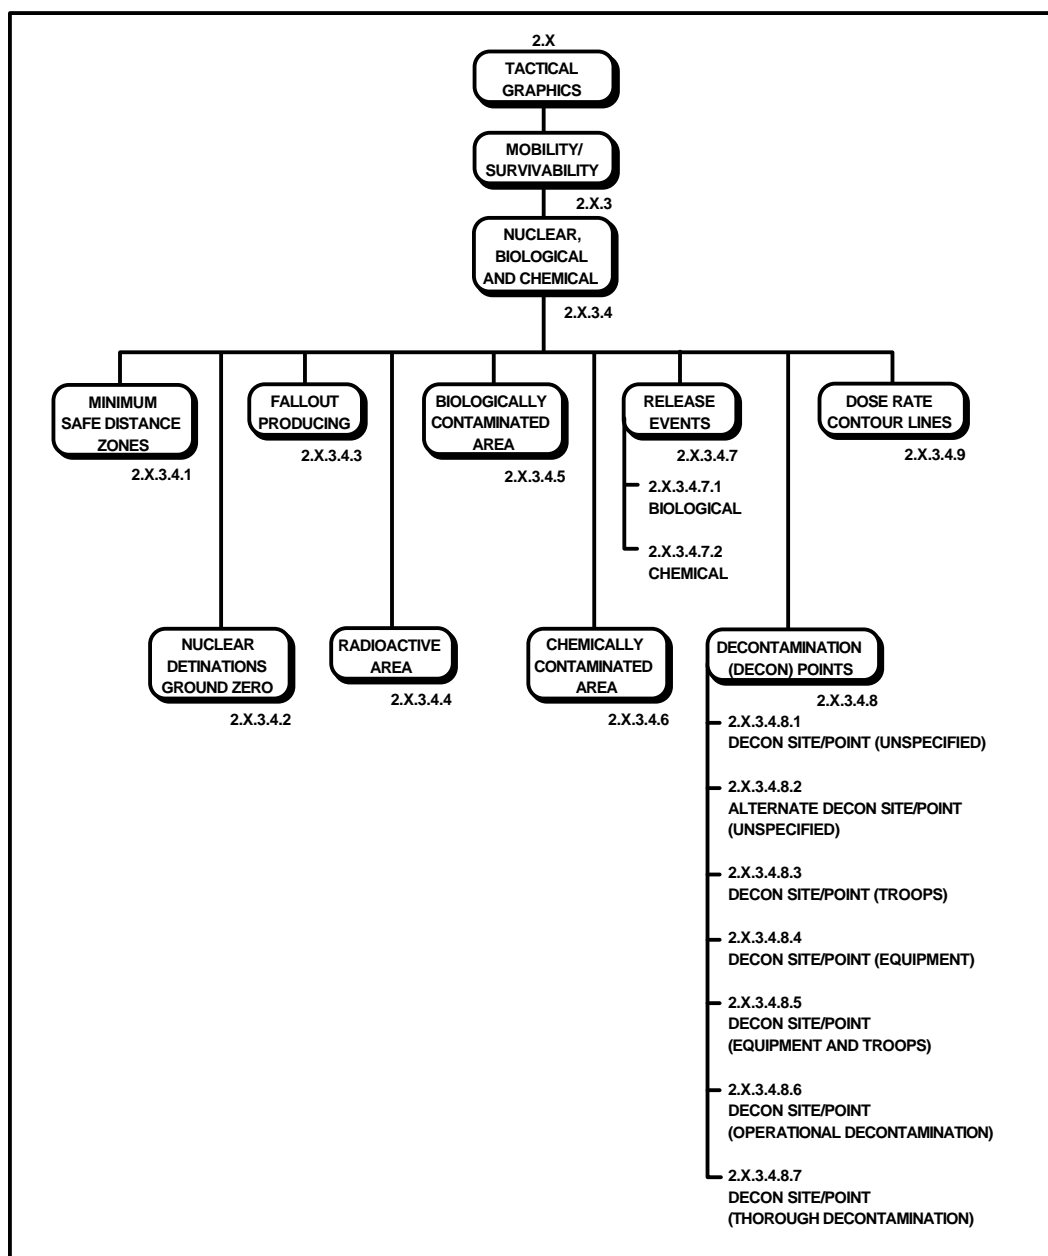 2.X
TACTICAL
GRAPHICS
MOBILITY/
SURVIVABILITY
2.X.3
NUCLEAR,
BIOLOGICAL
AND CHEMICAL
2.X.3.4
MINIMUM
SAFE DISTANCE
ZONES
2.X.3.4.1
FALLOUT
PRODUCING
2.X.3.4.3
BIOLOGICALLY
CONTAMINATED
AREA
2.X.3.4.5
RELEASE
EVENTS
2.X.3.4.7
2.X.3.4.7.1
BIOLOGICAL
2.X.3.4.7.2
CHEMICAL
DOSE RATE
CONTOUR LINES
2.X.3.4.9
NUCLEAR
DETINATIONS
GROUND ZERO
2.X.3.4.2
RADIOACTIVE
AREA
2.X.3.4.4
CHEMICALLY
CONTAMINATED
AREA
2.X.3.4.6
DECONTAMINATION
(DECON) POINTS
2.X.3.4.8
2.X.3.4.8.1
DECON SITE/POINT (UNSPECIFIED)
2.X.3.4.8.2
ALTERNATE DECON SITE/POINT
(UNSPECIFIED)
2.X.3.4.8.3
DECON SITE/POINT (TROOPS)
2.X.3.4.8.4
DECON SITE/POINT (EQUIPMENT)
2.X.3.4.8.5
DECON SITE/POINT
(EQUIPMENT AND TROOPS)
2.X.3.4.8.6
DECON SITE/POINT
(OPERATIONAL DECONTAMINATION)
2.X.3.4.8.7
DECON SITE/POINT
(THOROUGH DECONTAMINATION)